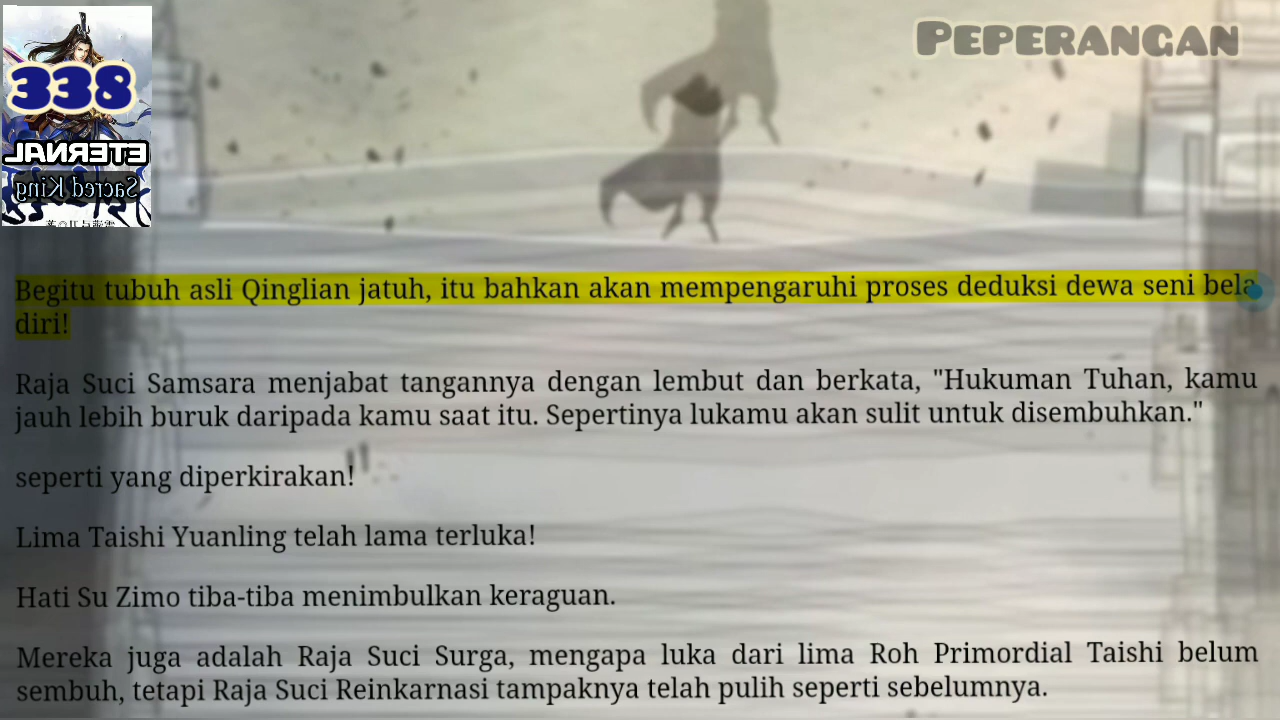 338
ETERNAL
Sacred King
PEPERANGAN
Begitu tubuh asli Qinglian jatuh, itu bahkan akan mempengaruhi proses deduksi dewa seni bela
diri!
Raja Suci Samsara menjabat tangannya dengan lembut dan berkata, "Hukuman Tuhan, kamu
jauh lebih buruk daripada kamu saat itu. Sepertinya lukamu akan sulit untuk disembuhkan."
seperti yang diperkirakan!
Lima Taishi Yuanling telah lama terluka!
Hati Su Zimo tiba-tiba menimbulkan keraguan.
Mereka juga adalah Raja Suci Surga, mengapa luka dari lima Roh Primordial Taishi belum
sembuh, tetapi Raja Suci Reinkarnasi tampaknya telah pulih seperti sebelumnya.